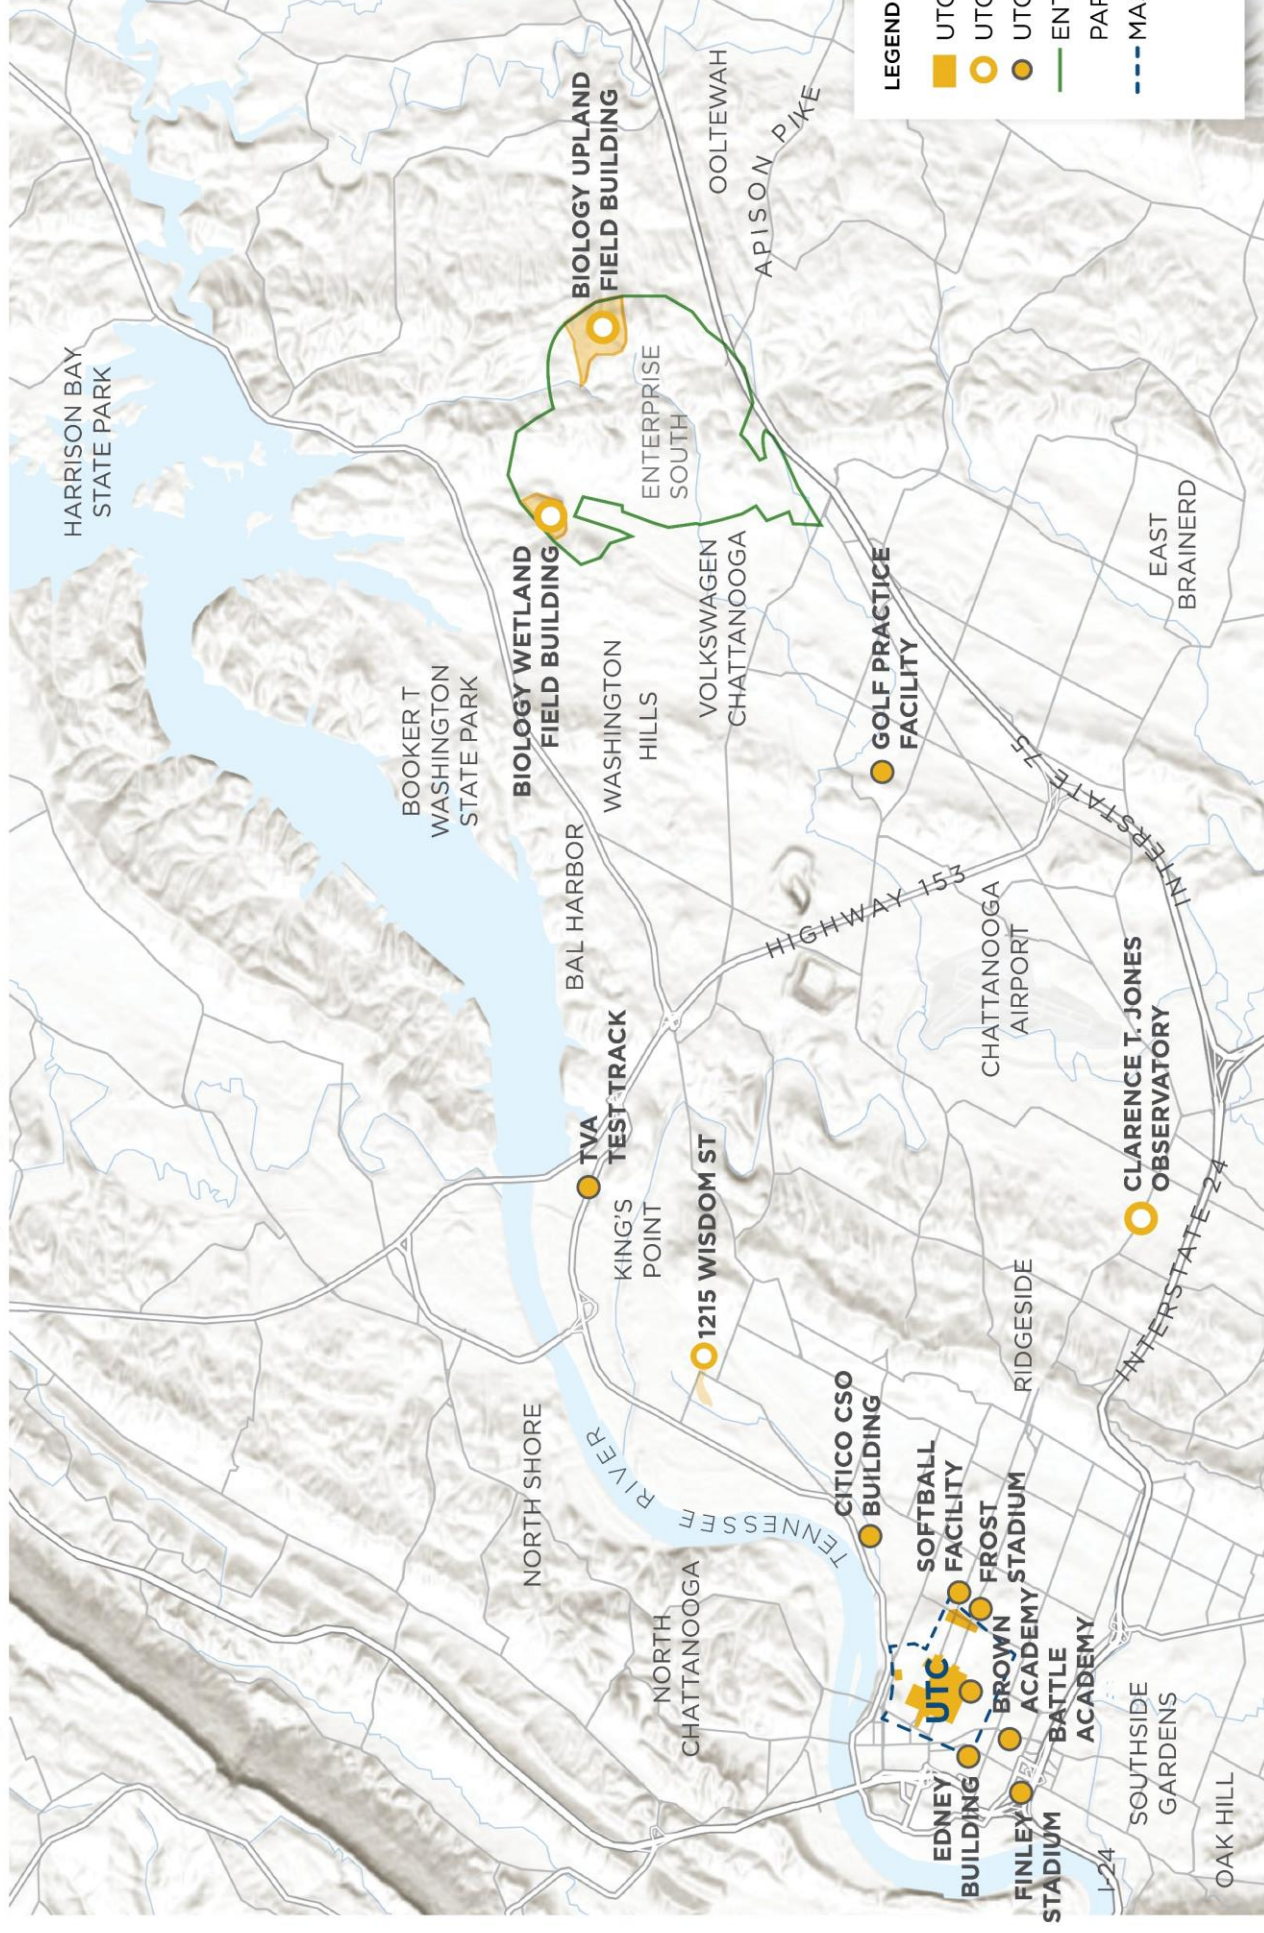 HARRISON BAY
STATE PARK
BIOLOGY UPLAND
FIELD BUILDING
OOLTEWAH
APISON PIKE
ENTERPRISE
SOUTH
BOOKER T
WASHINGTON
STATE PARK
BIOLOGY WETLAND
FIELD BUILDING
WASHINGTON
HILLS
VOLKSWAGEN
CHATTANOOGA
EAST
BRAINERD
GOLF PRACTICE
FACILITY
INTERSTATE 75
BAL HARBOR
HIGHWAY 153
CHATTANOOGA
AIRPORT
TVA
TEST TRACK
KING'S
POINT
1215 WISDOM ST
CLARENCE T. JONES
OBSERVATORY
INTERSTATE 24
RIDGESIDE
NORTH SHORE
TENNESSEE RIVER
NORTH
CHATTANOOGA
CITICO CSO
BUILDING
SOFTBALL
FACILITY
FROST
STADIUM
UTC
BROWN
ACADEMY
BATTLE
ACADEMY
EDNEY
BUILDING
FINLEY
STADIUM
SOUTHSIDE
GARDENS
I-24
OAK HILL
LEGEND
UTC
UTC
UTC
ENT
PAR
MA